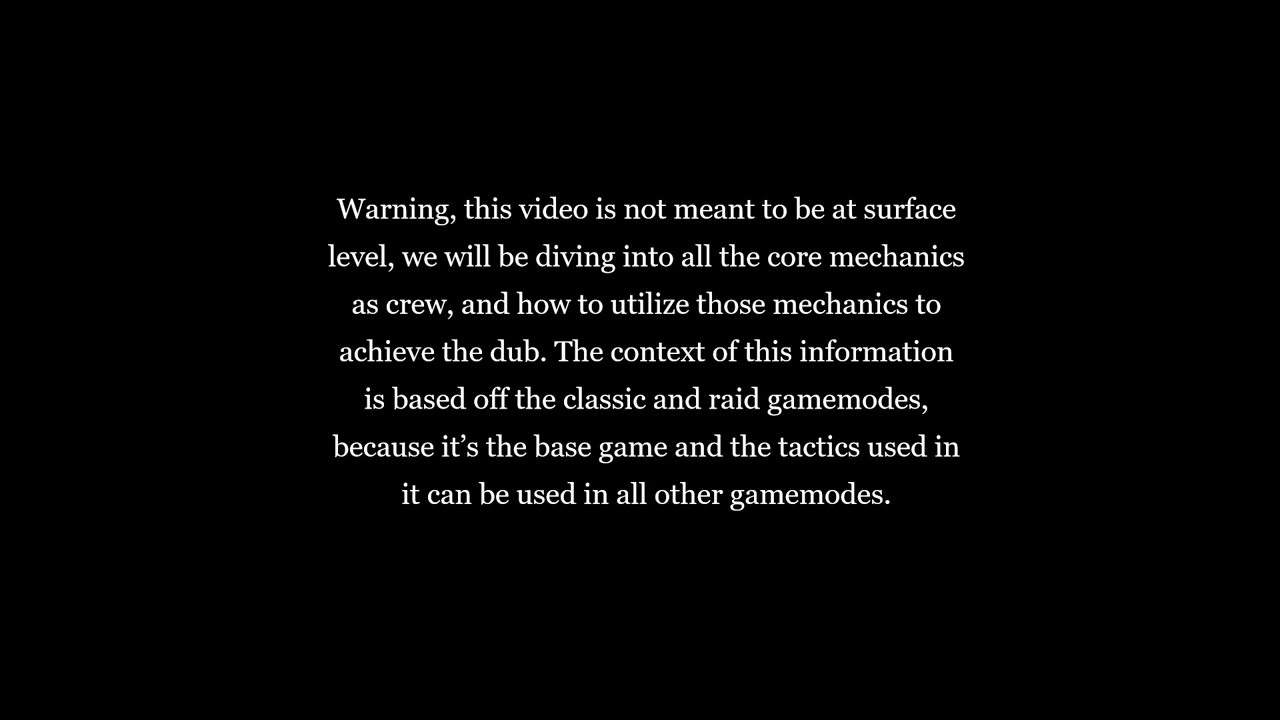 Warning, this video is not meant to be at surface
level, we will be diving into all the core mechanics
as crew, and how to utilize those mechanics to
achieve the dub. The context of this information
is based off the classic and raid gamemodes,
because it’s the base game and the tactics used in
it can be used in all other gamemodes.